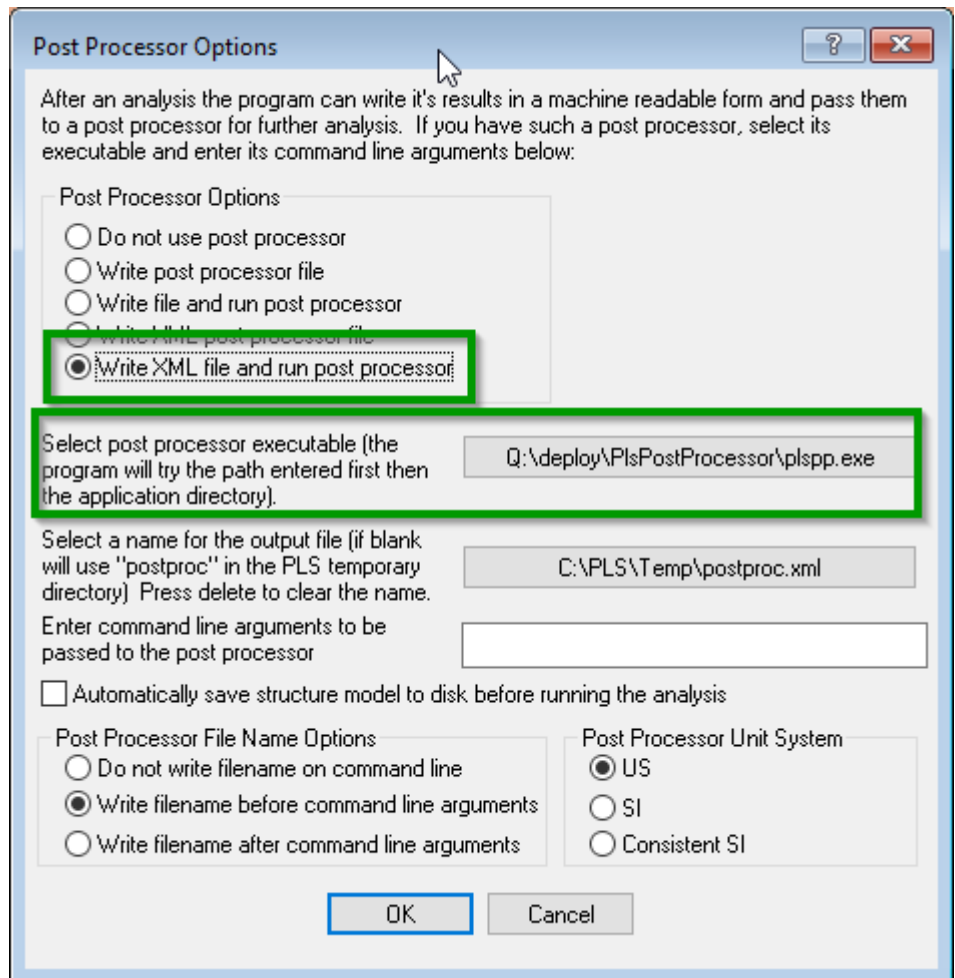 Post Processor Options
?
After an analysis the program can write it's results in a machine readable form and pass them
to a post processor for further analysis. If you have such a post processor, select its
executable and enter its command line arguments below:
Post Processor Options
Do not use post processor
Write post processor file
Write file and run post processor
Write XML post processor file
Write XML file and run post processor
Select post processor executable (the
program will try the path entered first then
the application directory).
Q:\deploy\PlsPostProcessor\plspp.exe
Select a name for the output file (if blank
will use "postproc" in the PLS temporary
directory) Press delete to clear the name.
C:\PLS\Temp\postproc.xml
Enter command line arguments to be
passed to the post processor
Automatically save structure model to disk before running the analysis
Post Processor File Name Options
Do not write filename on command line
Write filename before command line arguments
Write filename after command line arguments
Post Processor Unit System
US
SI
Consistent SI
OK
Cancel